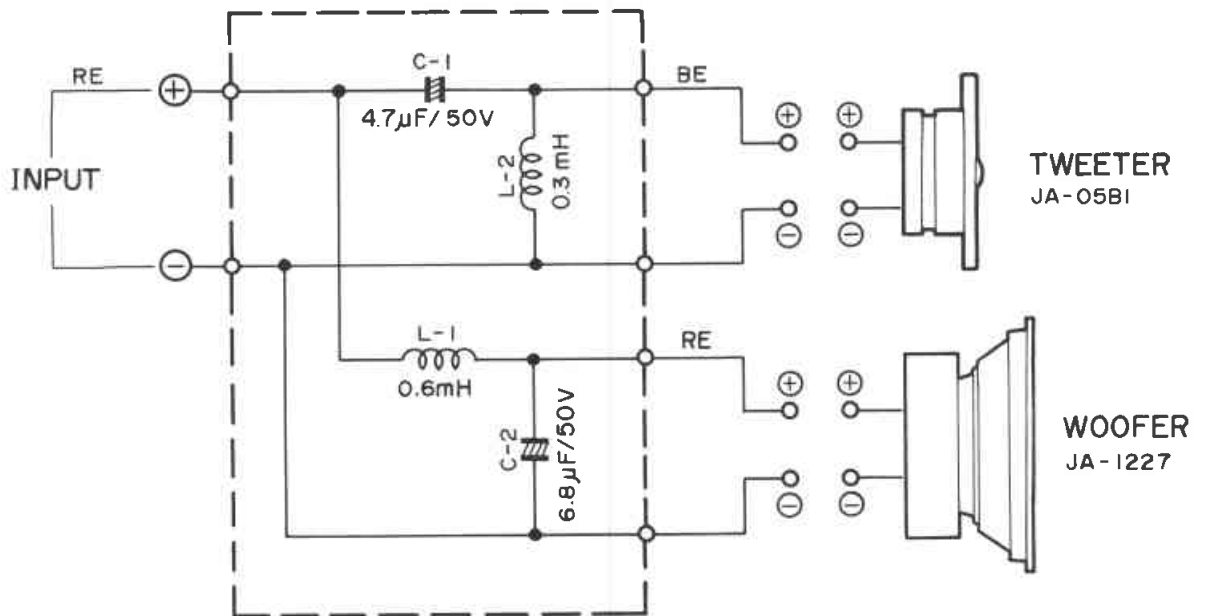 C-1
RE
BE
4.7µF/50V
INPUT
L-2
0.3mH
TWEETER
JA-05B1
L-1
0.6mH
RE
C-2
6.8µF/50V
WOOFER
JA-1227